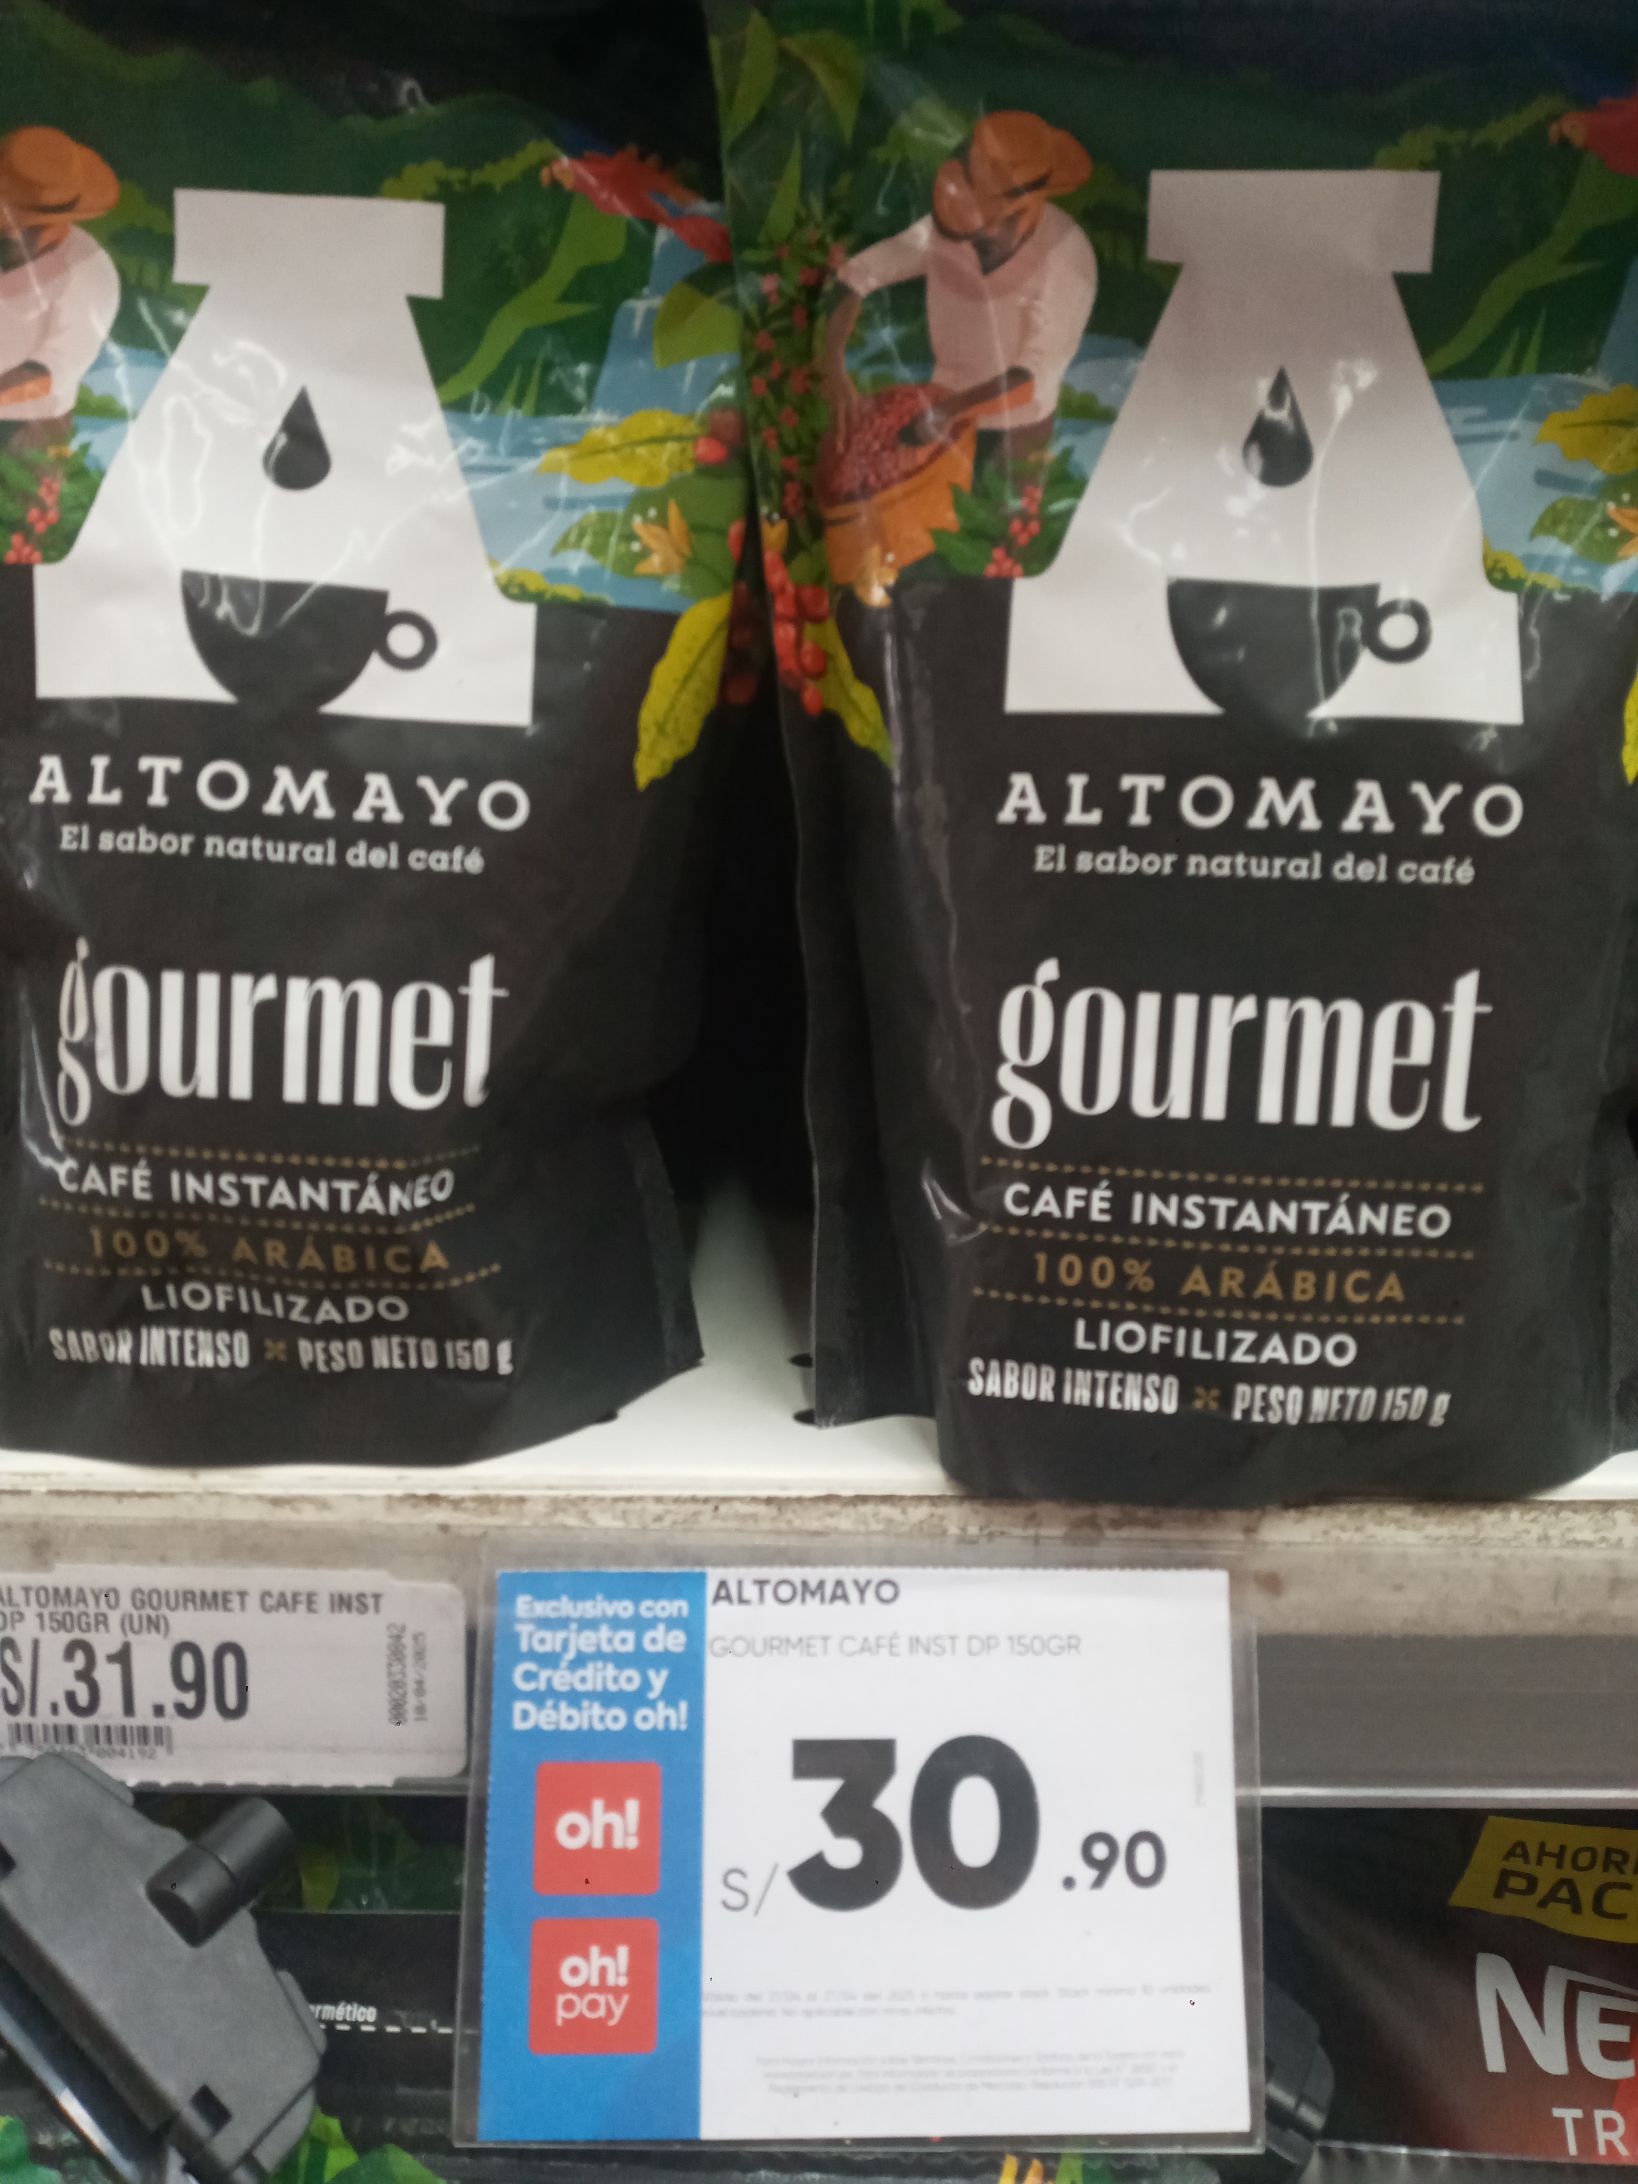 ALTOMAYO
El sabor natural del café
gourmet
CAFÉ INSTANTÁNEO
100% ARÁBICA
LIOFILIZADO
SABOR INTENSO PESO NETO 150 g
ALTOMAYO
El sabor natural del café
gourmet
CAFÉ INSTANTÁNEO
100% ARÁBICA
LIOFILIZADO
SABOR INTENSO PESO NETO 150 g
ALTOMAYO GOURMET CAFE INST
DP 150GR (UN)
S/.31.90
Exclusivo con
Tarjeta de
Crédito y
Débito oh!
oh!
oh!
pay
ALTOMAYO
GOURMET CAFÉ INST DP 150GR
S/30.90
AHORR
PAC
NE
TR